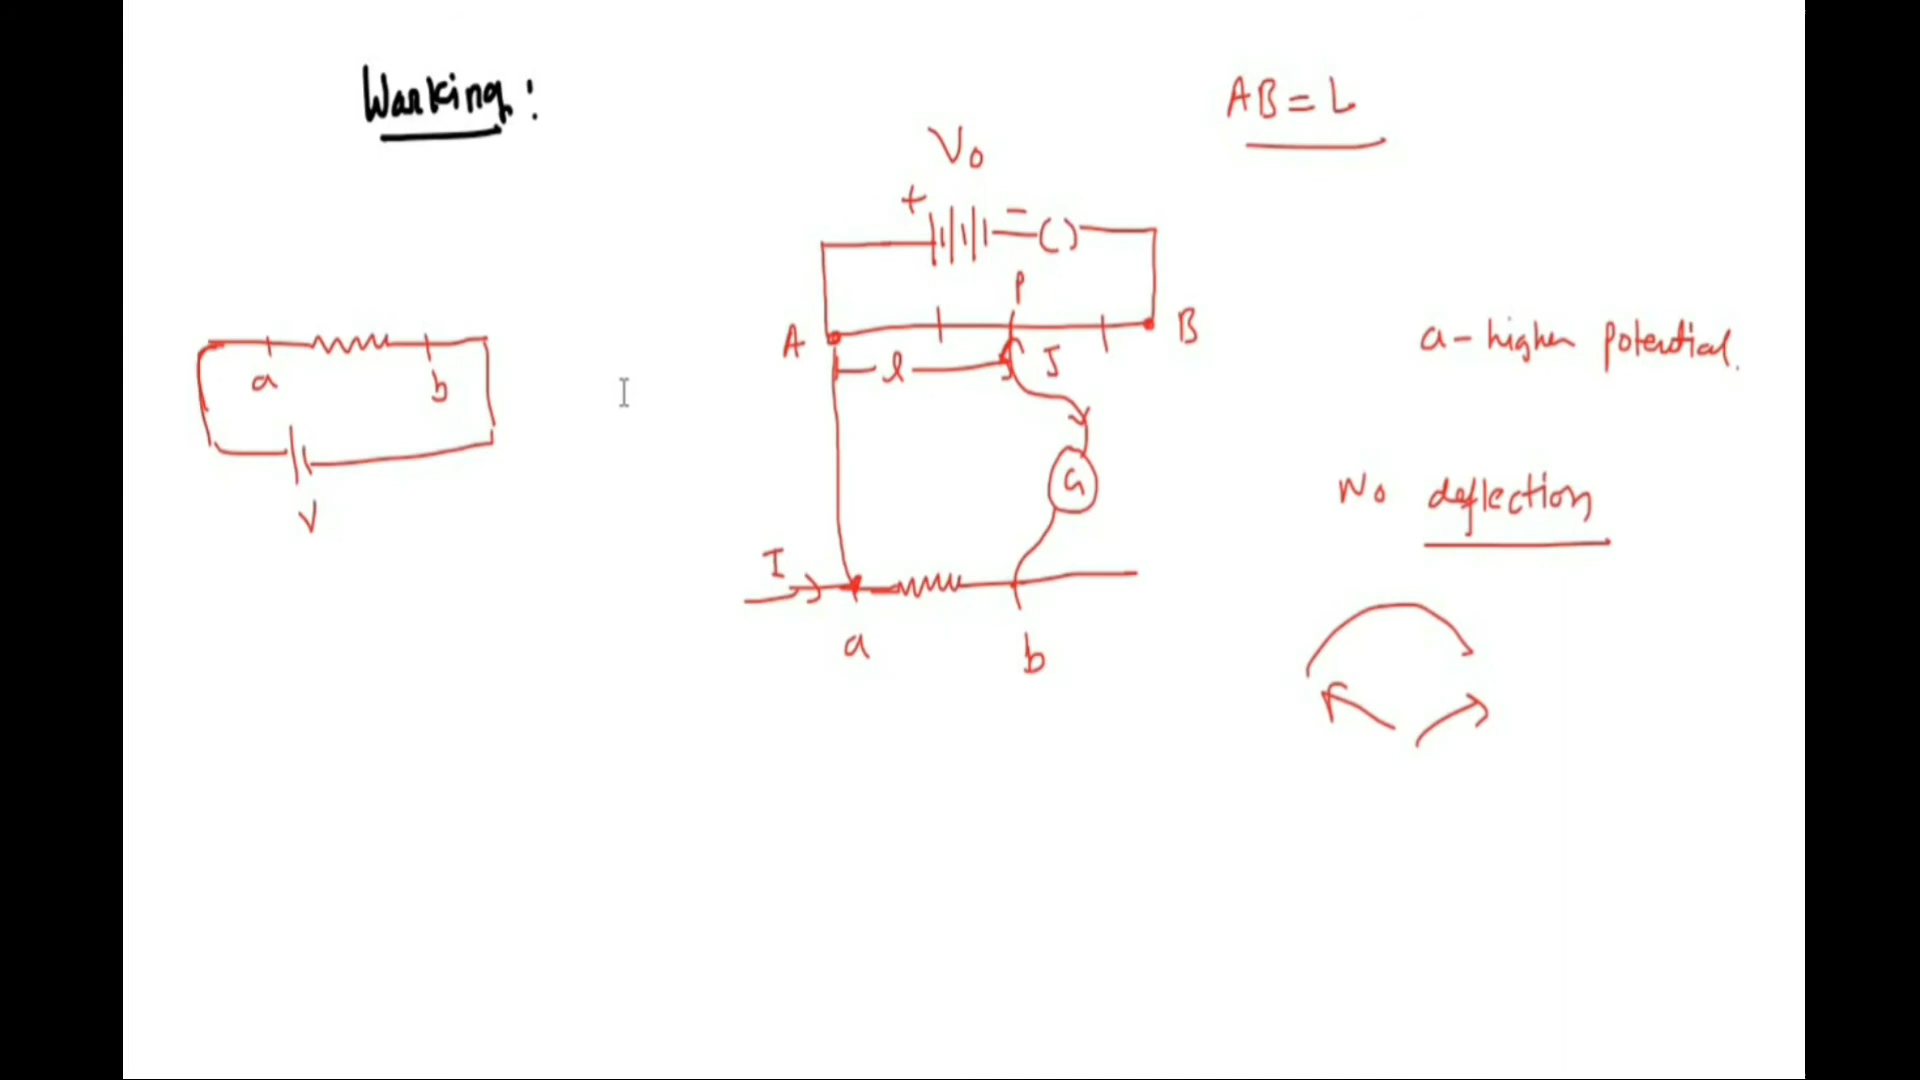 Working:
AB = L
V₀
+ −
P
A l J B
a b
a - higher potential.
V
G
No deflection
I
a b